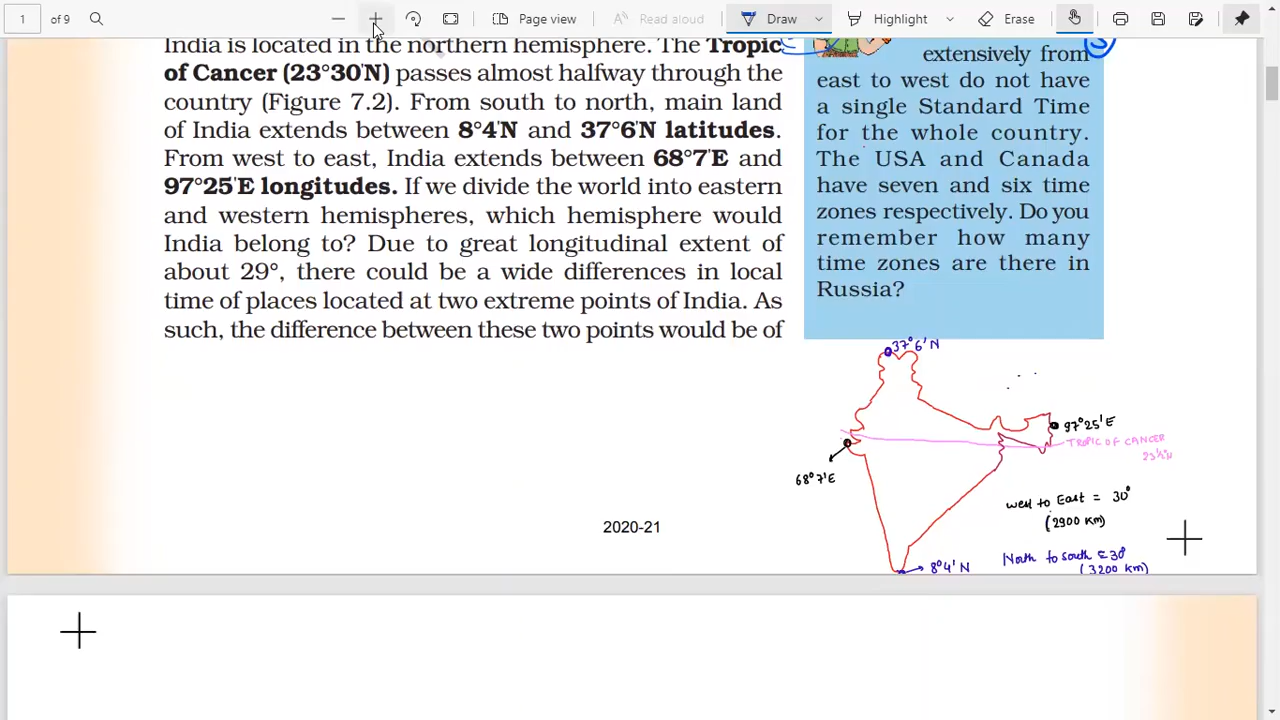 1 of 9 Page view Read aloud Draw Highlight Erase
India is located in the northern hemisphere. The Tropic
of Cancer (23°30'N) passes almost halfway through the
country (Figure 7.2). From south to north, main land
of India extends between 8°4'N and 37°6'N latitudes.
From west to east, India extends between 68°7'E and
97°25'E longitudes. If we divide the world into eastern
and western hemispheres, which hemisphere would
India belong to? Due to great longitudinal extent of
about 29°, there could be a wide differences in local
time of places located at two extreme points of India. As
such, the difference between these two points would be of
extensively from
east to west do not have
a single Standard Time
for the whole country.
The USA and Canada
have seven and six time
zones respectively. Do you
remember how many
time zones are there in
Russia?
37°6'N
97°25'E
TROPIC OF CANCER
23½°N
68°7'E
West to East = 30°
(2900 km)
North to south = 30°
(3200 km)
8°4'N
2020-21